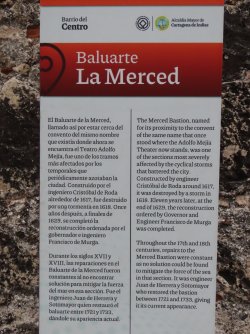 Barrio del
Centro
Alcaldía Mayor de
Cartagena de Indias
Baluarte
La Merced
El Baluarte de la Merced,
llamado así por estar cerca del
convento del mismo nombre
que existía donde ahora se
encuentra el Teatro Adolfo
Mejía, fue uno de los tramos
más afectados por los
temporales que
periódicamente azotaban la
ciudad. Construido por el
ingeniero Cristóbal de Roda
alrededor de 1617, fue destruido
por una tormenta en 1618. Once
años después, a finales de
1629, se completó la
reconstrucción ordenada por el
gobernador e ingeniero
Francisco de Murga.
Durante los siglos XVII y
XVIII, las reparaciones en el
Baluarte de la Merced fueron
constantes al no encontrar
solución para mitigar la fuerza
del mar en esa sección. Fue el
ingeniero Juan de Herrera y
Sotomayor quien restauró el
baluarte entre 1721 y 1733,
dándole su apariencia actual.
The Merced Bastion, named
for its proximity to the convent
of the same name that once
stood where the Adolfo Mejía
Theater now stands, was one
of the sections most severely
affected by the cyclical storms
that battered the city.
Constructed by engineer
Cristóbal de Roda around 1617,
it was destroyed by a storm in
1618. Eleven years later, at the
end of 1629, the reconstruction
ordered by Governor and
Engineer Francisco de Murga
was completed.
Throughout the 17th and 18th
centuries, repairs to the
Merced Bastion were constant
as no solution could be found
to mitigate the force of the sea
in that section. It was engineer
Juan de Herrera y Sotomayor
who restored the bastion
between 1721 and 1733,
giving it its current appearance.